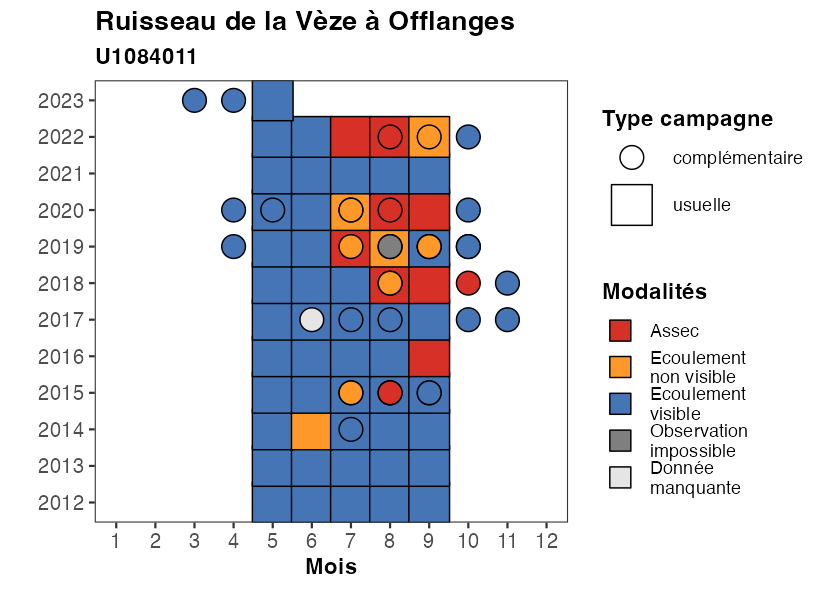 Ruisseau de la Vèze à Offlanges
U1084011
2023
2022
2021
2020
2019
2018
2017
2016
2015
2014
2013
2012
1 2 3 4 5 6 7 8 9 10 11 12
Mois
Type campagne
complémentaire
usuelle
Modalités
Assec
Ecoulement
non visible
Ecoulement
visible
Observation
impossible
Donnée
manquante